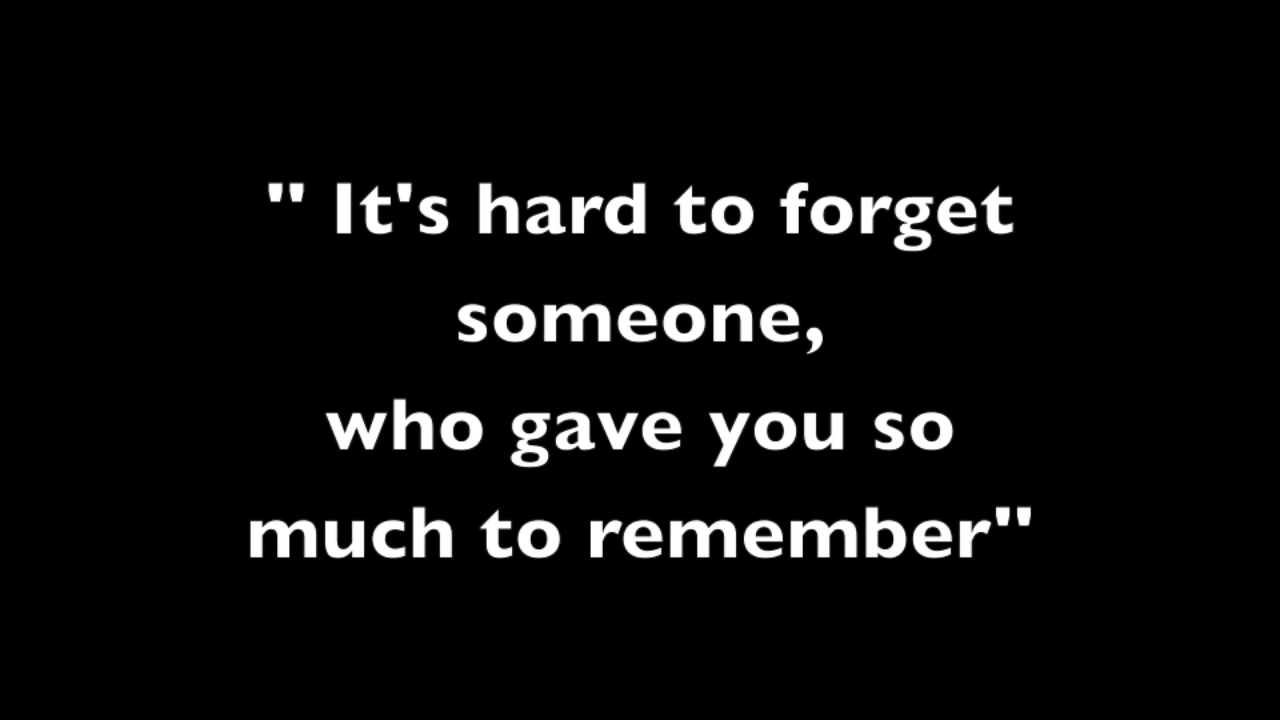 " It's hard to forget
someone,
who gave you so
much to remember"